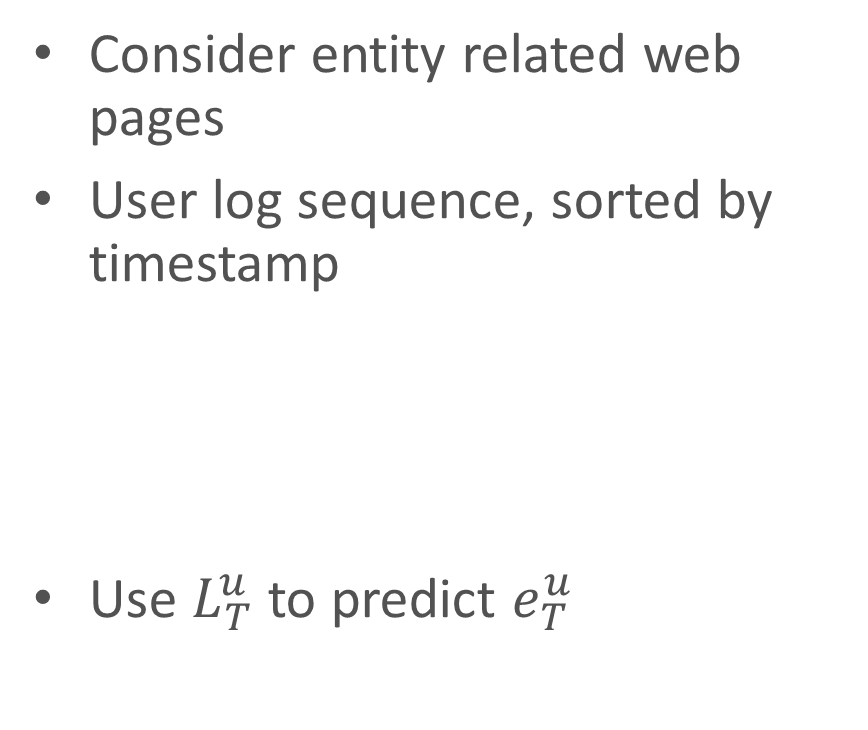 • Consider entity related web
pages
• User log sequence, sorted by
timestamp
• Use $L_T^u$ to predict $e_T^u$